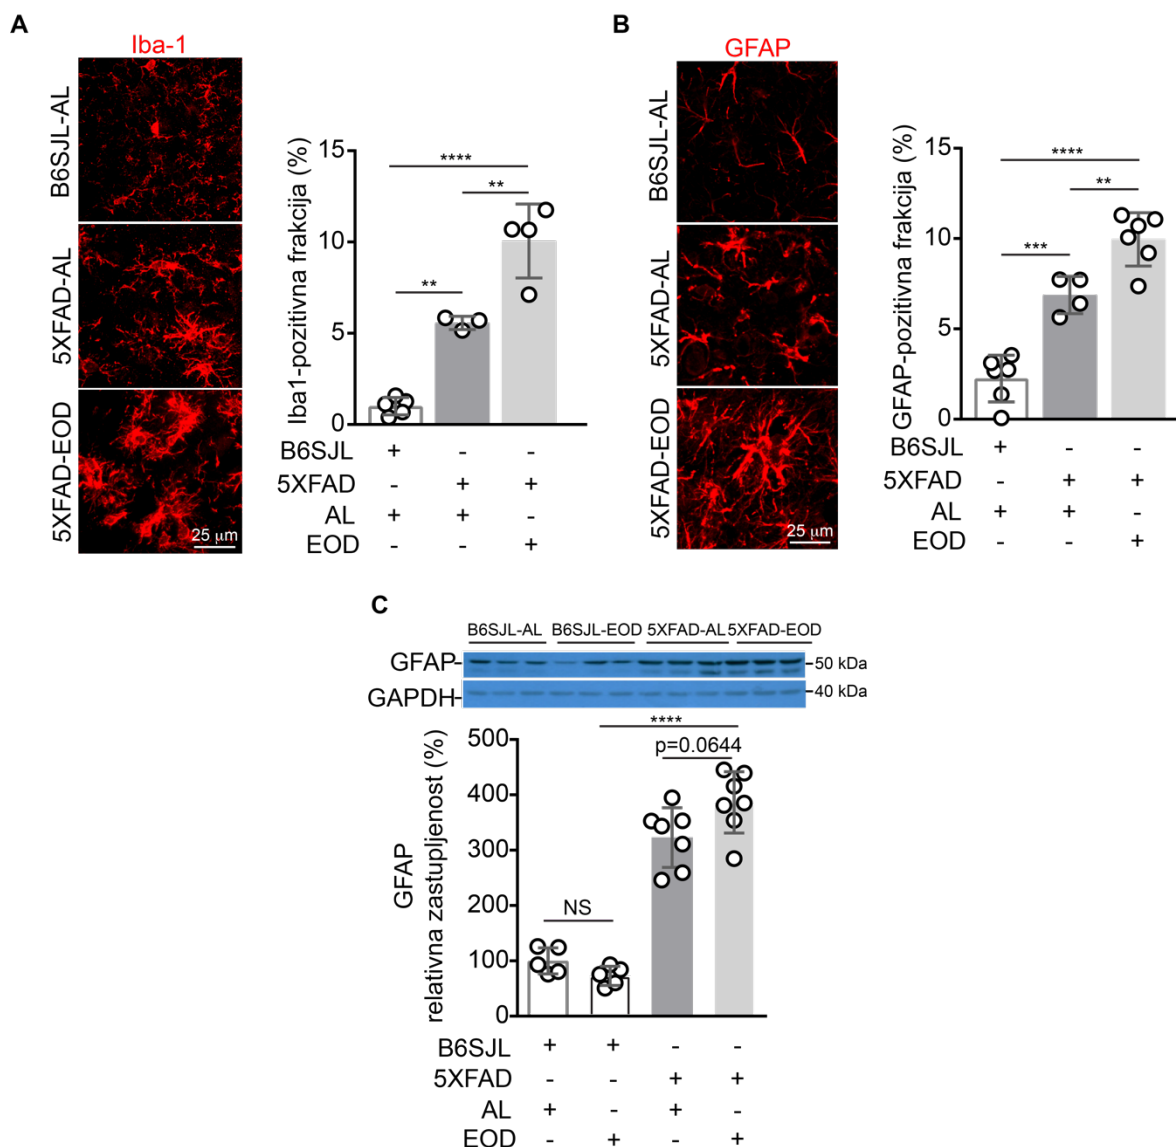 A
Iba-1
B6SJL-AL
5XFAD-AL
5XFAD-EOD
25 µm
Iba1-pozitivna frakcija (%)
15
10
5
0
****
**
**
B6SJL + - -
5XFAD - + +
AL + + -
EOD - - +
B
GFAP
B6SJL-AL
5XFAD-AL
5XFAD-EOD
25 µm
GFAP-pozitivna frakcija (%)
15
10
5
0
****
**
***
B6SJL + - -
5XFAD - + +
AL + + -
EOD - - +
C
B6SJL-AL B6SJL-EOD 5XFAD-AL 5XFAD-EOD
GFAP- -50 kDa
GAPDH- -40 kDa
GFAP
relativna zastupljenost (%)
500
400
300
200
100
0
****
p=0.0644
NS
B6SJL + + - -
5XFAD - - + +
AL + - + -
EOD - + - +